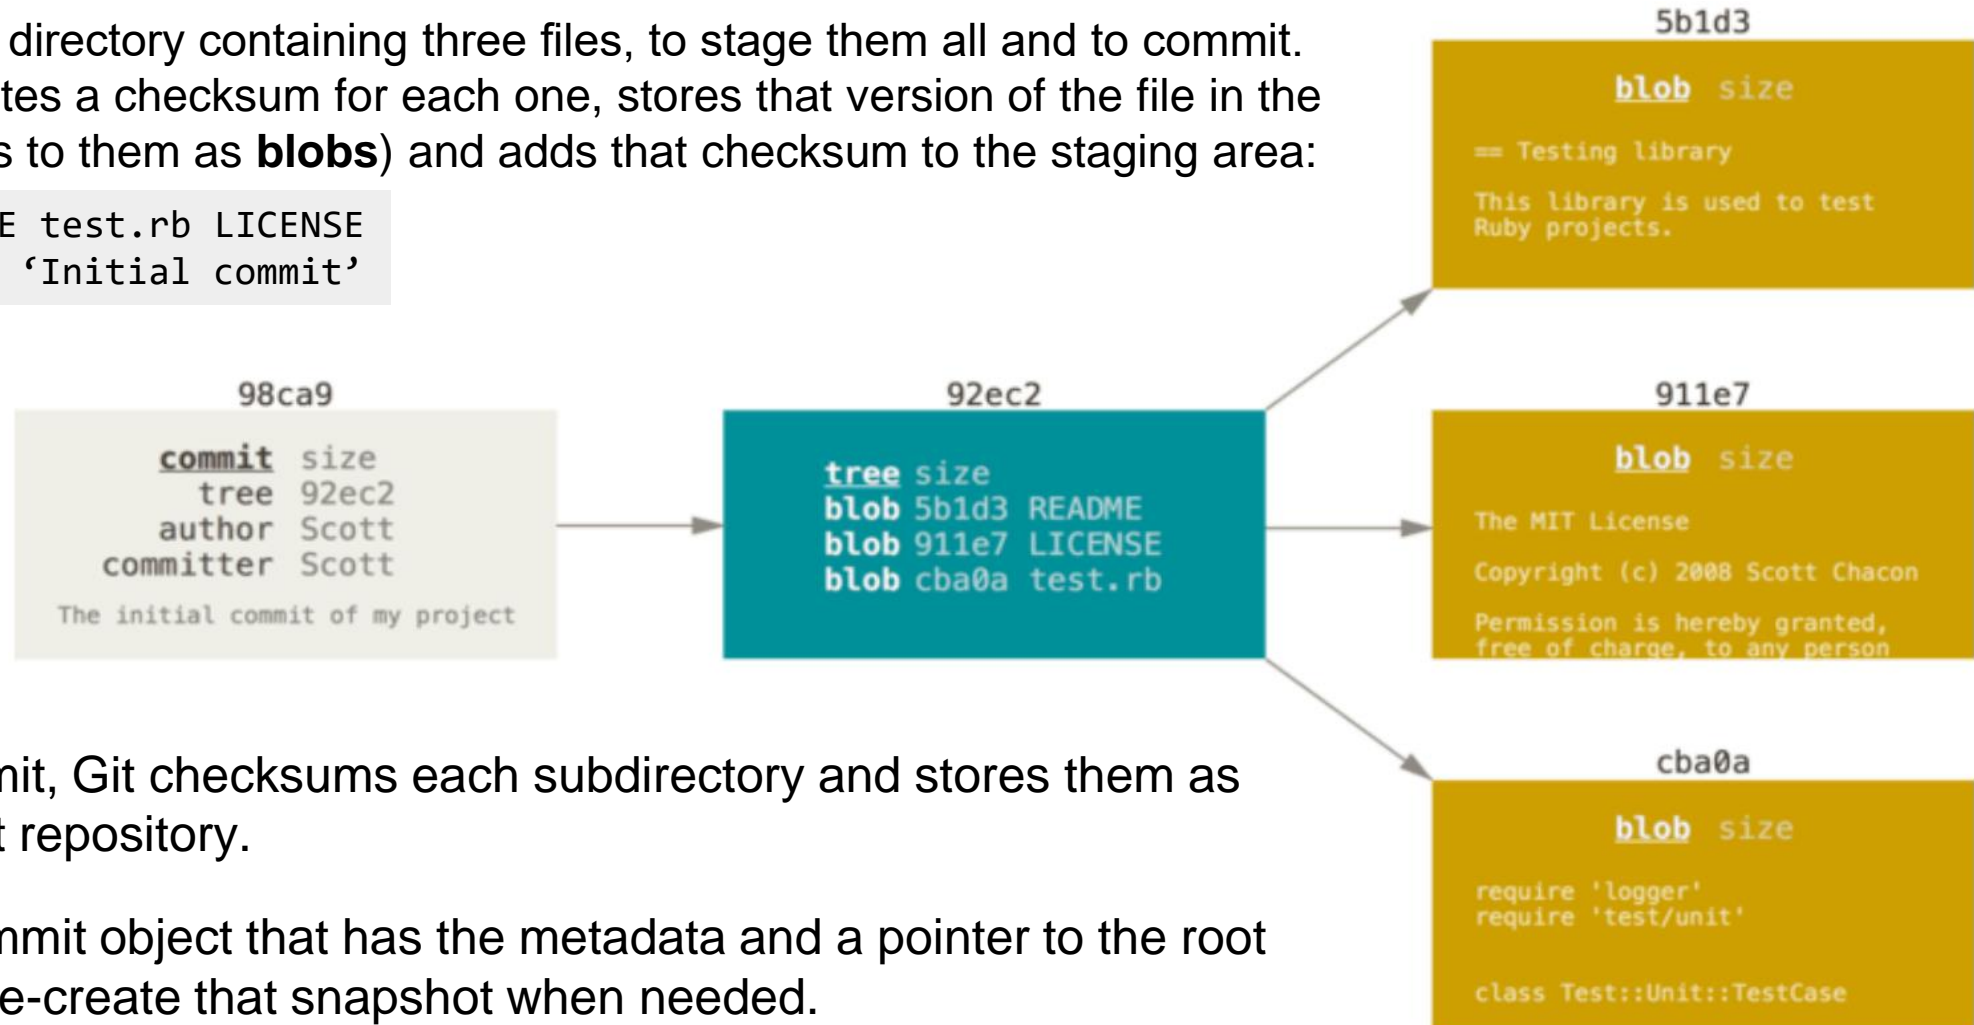 directory containing three files, to stage them all and to commit.
tes a checksum for each one, stores that version of the file in the
s to them as blobs) and adds that checksum to the staging area:
E test.rb LICENSE
‘Initial commit’
5b1d3
blob size
== Testing library
This library is used to test
Ruby projects.
98ca9
commit size
tree 92ec2
author Scott
committer Scott
The initial commit of my project
92ec2
tree size
blob 5b1d3 README
blob 911e7 LICENSE
blob cba0a test.rb
911e7
blob size
The MIT License
Copyright (c) 2008 Scott Chacon
Permission is hereby granted,
free of charge, to any person
mit, Git checksums each subdirectory and stores them as
t repository.
mmit object that has the metadata and a pointer to the root
e-create that snapshot when needed.
cba0a
blob size
require 'logger'
require 'test/unit'
class Test::Unit::TestCase